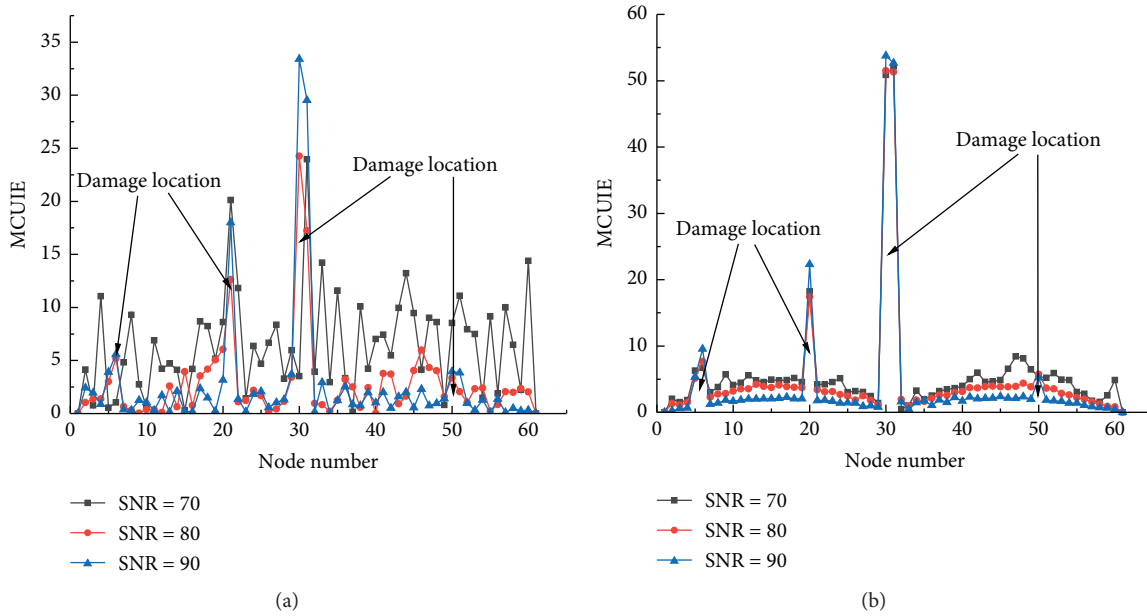 35
30
25
20
15
10
5
0
MCUIE
Damage location
Damage location
0 10 20 30 40 50 60
Node number
SNR = 70
SNR = 80
SNR = 90
(a)
60
50
40
30
20
10
0
MCUIE
Damage location
Damage location
0 10 20 30 40 50 60
Node number
SNR = 70
SNR = 80
SNR = 90
(b)